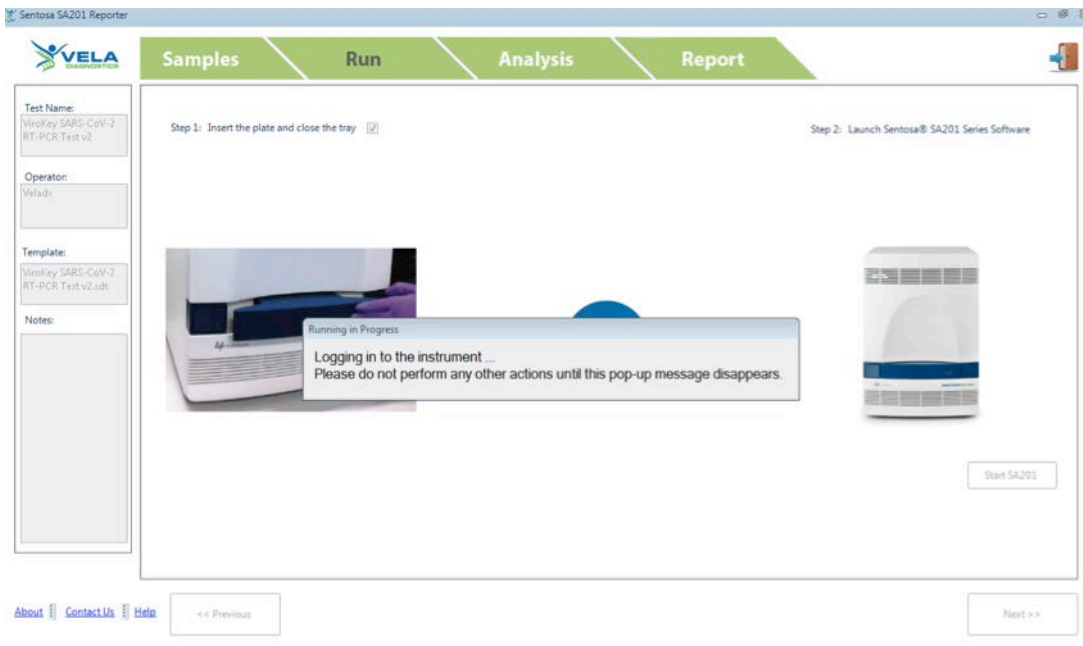 Sentosa SA201 Reporter
VELA
DIAGNOSTICS
Samples
Run
Analysis
Report
Test Name:
ViroKey SARS-CoV-2
RT-PCR Test v2
Operator:
Veladx
Template:
ViroKey SARS-CoV-2
RT-PCR Test v2.sdt
Notes:
Step 1: Insert the plate and close the tray
Step 2: Launch Sentosa® SA201 Series Software
Running in Progress
Logging in to the instrument ...
Please do not perform any other actions until this pop-up message disappears.
Start SA201
About
Contact Us
Help
<< Previous
Next >>